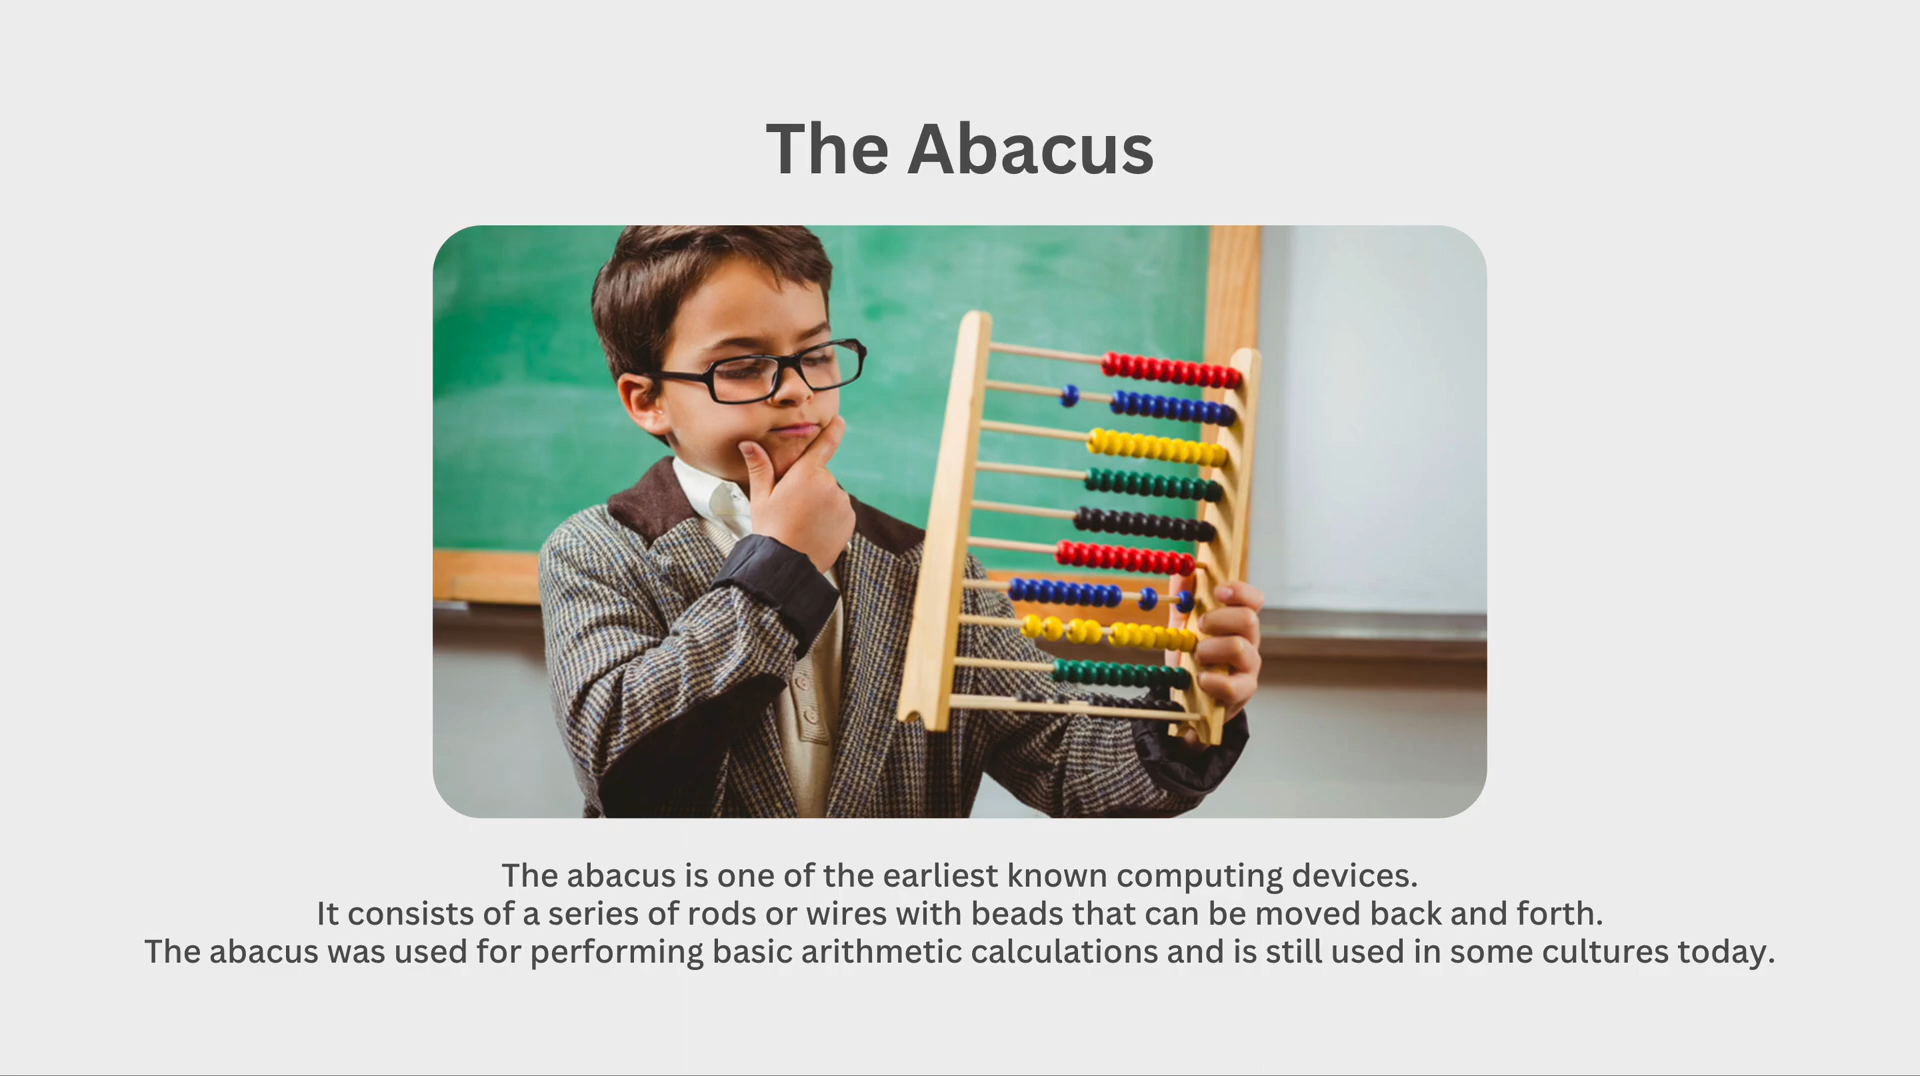 The Abacus
The abacus is one of the earliest known computing devices.
It consists of a series of rods or wires with beads that can be moved back and forth.
The abacus was used for performing basic arithmetic calculations and is still used in some cultures today.